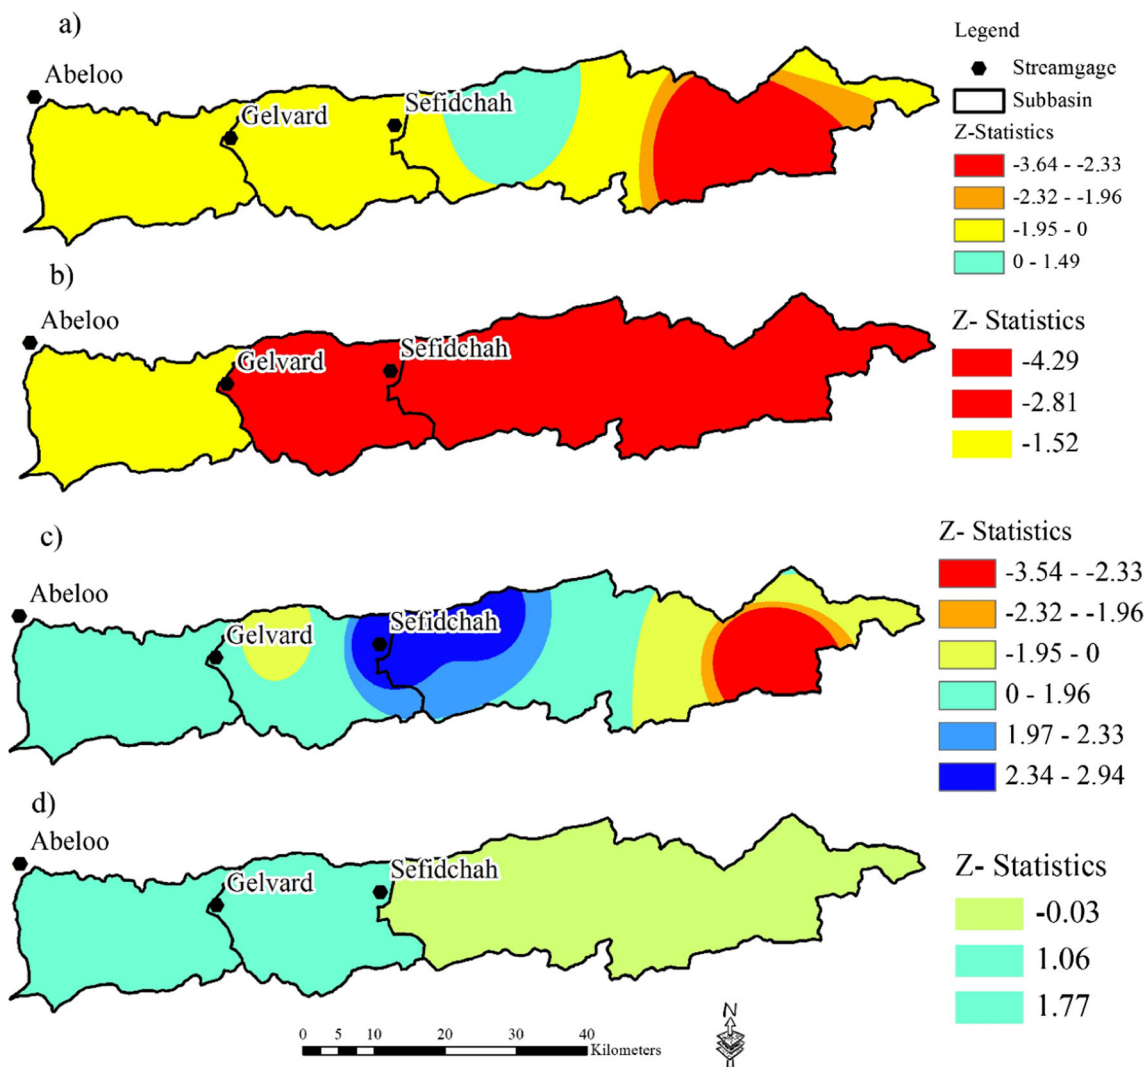 a)
Abeloo
Gelvard
Sefidchah
Legend
Streamgage
Subbasin
Z-Statistics
-3.64 - -2.33
-2.32 - -1.96
-1.95 - 0
0 - 1.49
b)
Abeloo
Gelvard
Sefidchah
Z- Statistics
-4.29
-2.81
-1.52
c)
Abeloo
Gelvard
Sefidchah
Z- Statistics
-3.54 - -2.33
-2.32 - -1.96
-1.95 - 0
0 - 1.96
1.97 - 2.33
2.34 - 2.94
d)
Abeloo
Gelvard
Sefidchah
Z- Statistics
-0.03
1.06
1.77
0 5 10 20 30 40
Kilometers
N